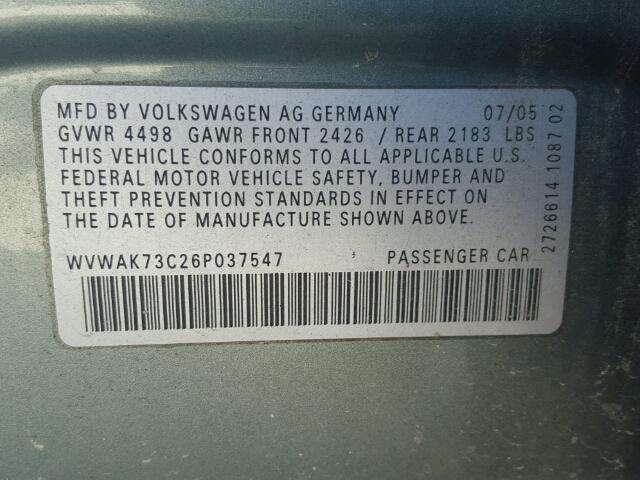 MFD BY VOLKSWAGEN AG GERMANY 07/05
GVWR 4498 GAWR FRONT 2426 / REAR 2183 LBS
THIS VEHICLE CONFORMS TO ALL APPLICABLE U.S.
FEDERAL MOTOR VEHICLE SAFETY, BUMPER AND
THEFT PREVENTION STANDARDS IN EFFECT ON
THE DATE OF MANUFACTURE SHOWN ABOVE.
WVWAK73C26P037547 PASSENGER CAR
2726614 1087 02